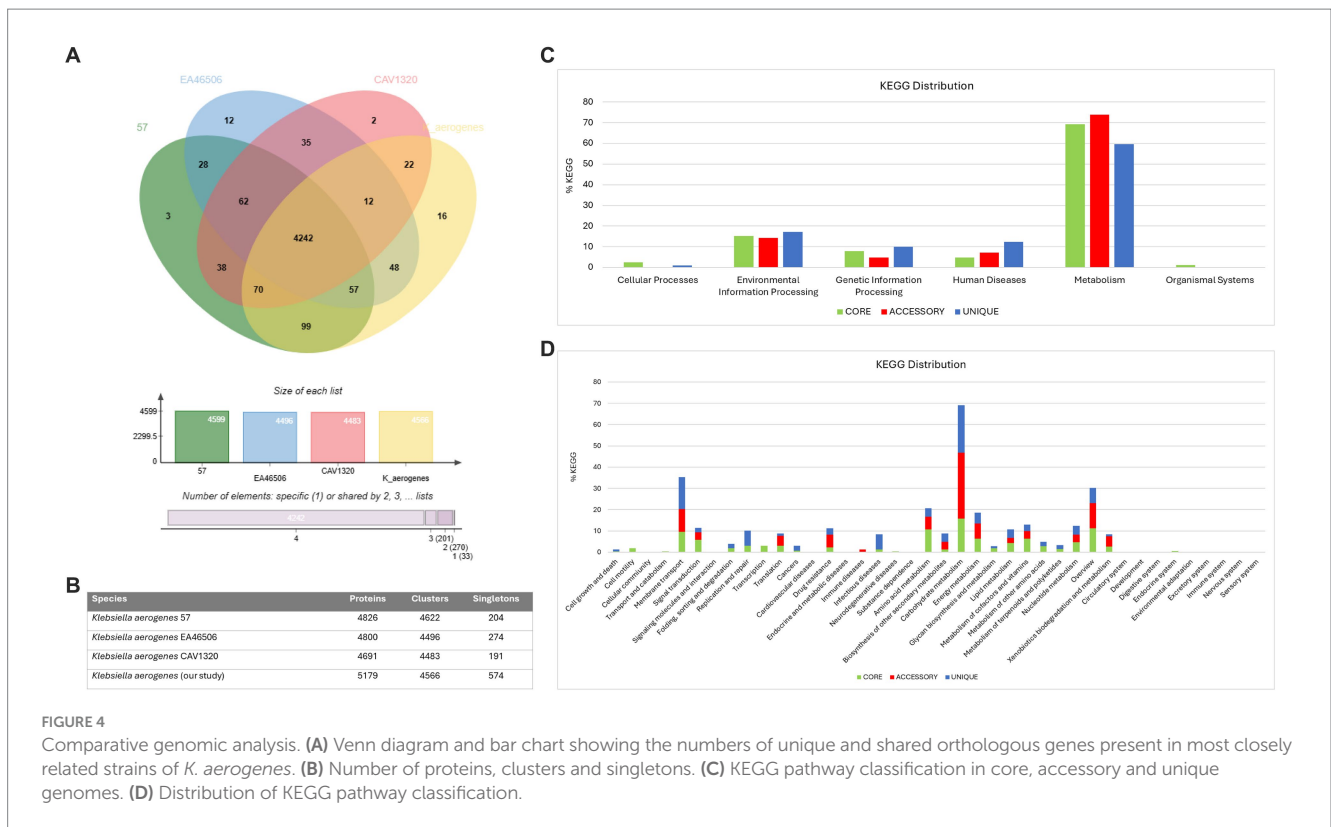 A
EA46506
CAV1320
57
_aerogenes
12
2
35
28
22
3
62
12
16
4242
38
48
70
57
99
Size of each list
4599
2299.5
0
4599
4496
4483
4566
57
EA46506
CAV1320
K_aerogenes
Number of elements: specific (1) or shared by 2, 3, ... lists
4242
4
3 (201)
2 (270)
1 (33)
B
Species Proteins Clusters Singletons
Klebsiella aerogenes 57 4826 4622 204
Klebsiella aerogenes EA46506 4800 4496 274
Klebsiella aerogenes CAV1320 4691 4483 191
Klebsiella aerogenes (our study) 5179 4566 574
C
KEGG Distribution
% KEGG
80
70
60
50
40
30
20
10
0
Cellular Processes
Environmental
Information Processing
Genetic Information
Processing
Human Diseases
Metabolism
Organismal Systems
CORE ACCESSORY UNIQUE
D
KEGG Distribution
% KEGG
80
70
60
50
40
30
20
10
0
Cell growth and death
Cell motility
Cellular community
Transport and catabolism
Membrane transport
Signal transduction
Signaling molecules and interaction
Folding, sorting and degradation
Replication and repair
Transcription
Translation
Cancers
Cardiovascular diseases
Drug resistance
Endocrine and metabolic diseases
Immune diseases
Infectious diseases
Neurodegenerative diseases
Substance dependence
Amino acid metabolism
Biosynthesis of other secondary metabolites
Carbohydrate metabolism
Energy metabolism
Glycan biosynthesis and metabolism
Lipid metabolism
Metabolism of cofactors and vitamins
Metabolism of other amino acids
Metabolism of terpenoids and polyketides
Nucleotide metabolism
Overview
Xenobiotics biodegradation and metabolism
Circulatory system
Development
Digestive system
Endocrine system
Environmental adaptation
Excretory system
Immune system
Nervous system
Sensory system
CORE ACCESSORY UNIQUE
FIGURE 4
Comparative genomic analysis. (A) Venn diagram and bar chart showing the numbers of unique and shared orthologous genes present in most closely
related strains of K. aerogenes. (B) Number of proteins, clusters and singletons. (C) KEGG pathway classification in core, accessory and unique
genomes. (D) Distribution of KEGG pathway classification.